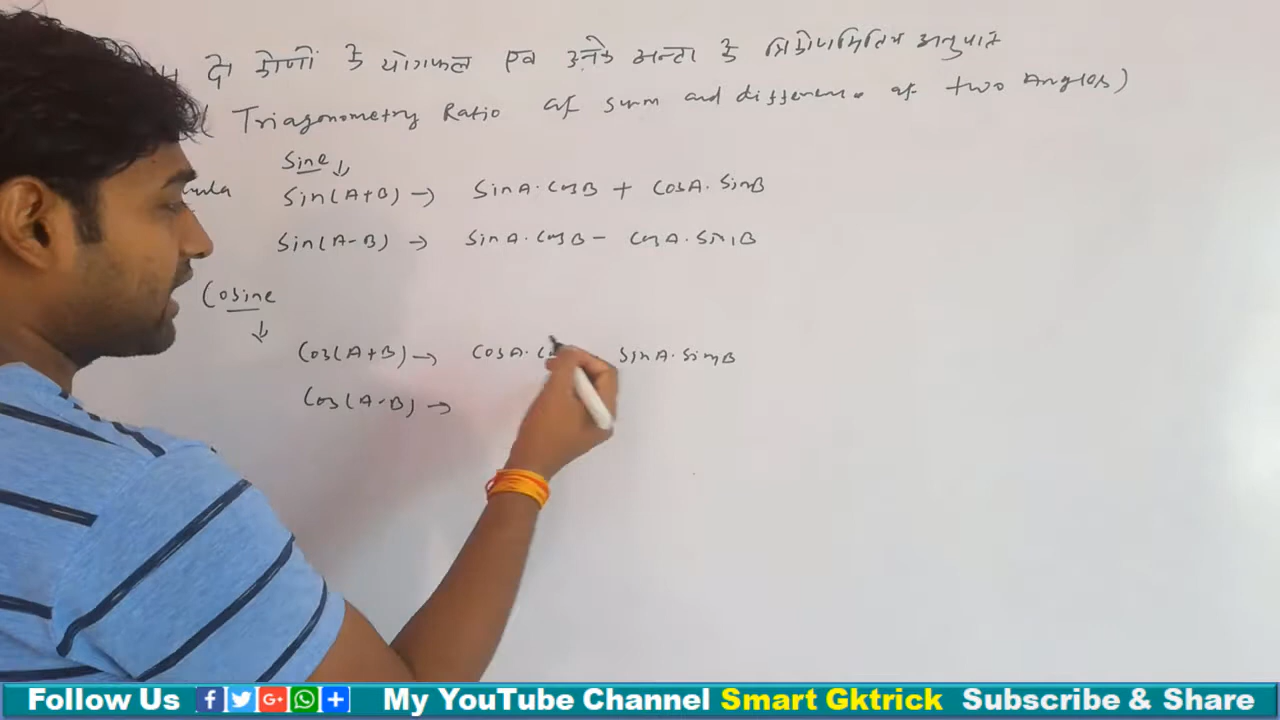 दो कोणों के योगफल एवं उनके अन्तर के त्रिकोणमितिय अनुपात
( Triagonometry Ratio of sum and difference of two Angles)
Sine ↓
Sin(A+B) → SinA·CosB + CosA·SinB
Sin(A-B) → SinA·CosB - CosA·SinB
Cosine
↓
Cos(A+B) → CosA· SinA·SinB
Cos(A-B) →
Follow Us My YouTube Channel Smart Gktrick Subscribe & Share